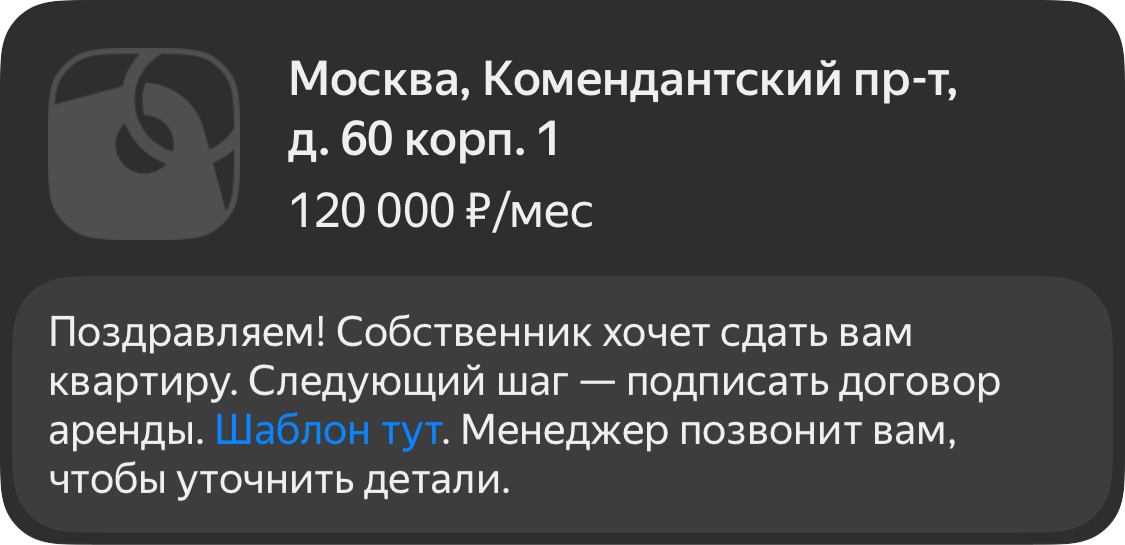 Москва, Комендантский пр-т,
д. 60 корп. 1
120 000 ₽/мес
Поздравляем! Собственник хочет сдать вам
квартиру. Следующий шаг — подписать договор
аренды. Шаблон тут. Менеджер позвонит вам,
чтобы уточнить детали.